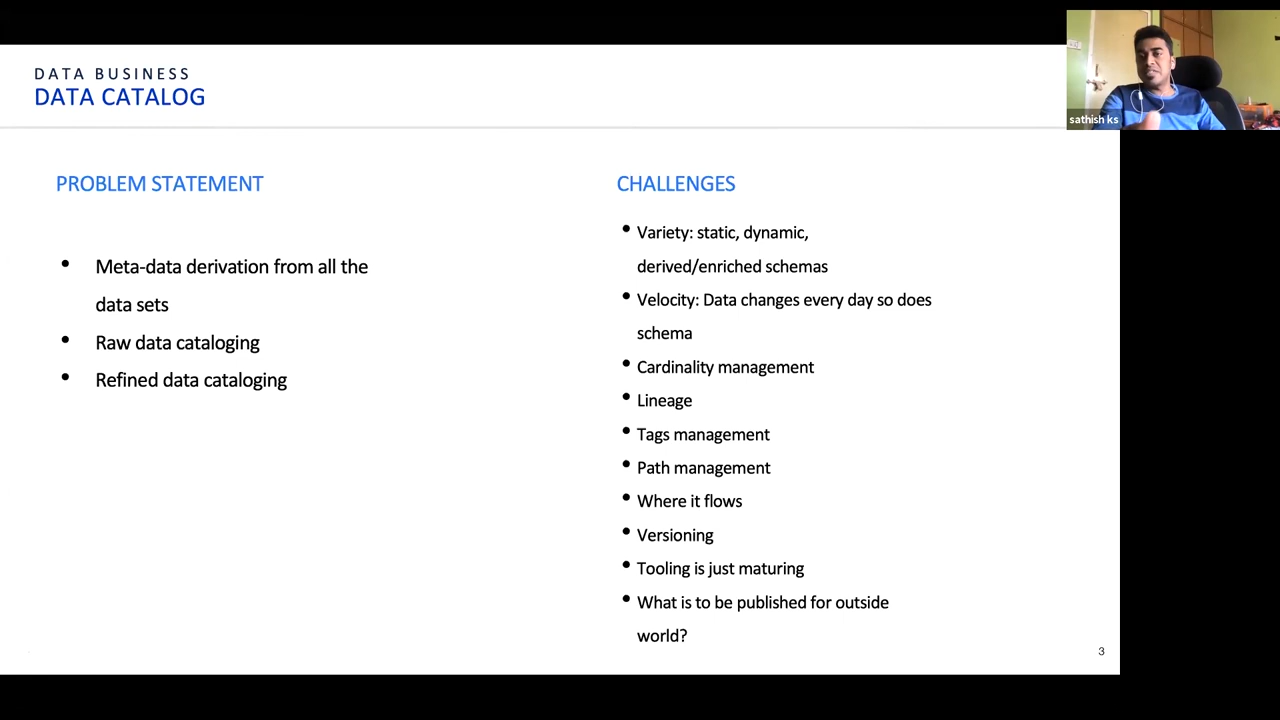 DATA BUSINESS
DATA CATALOG
sathish ks
PROBLEM STATEMENT
• Meta-data derivation from all the
data sets
• Raw data cataloging
• Refined data cataloging
CHALLENGES
• Variety: static, dynamic,
derived/enriched schemas
• Velocity: Data changes every day so does
schema
• Cardinality management
• Lineage
• Tags management
• Path management
• Where it flows
• Versioning
• Tooling is just maturing
• What is to be published for outside
world?
3